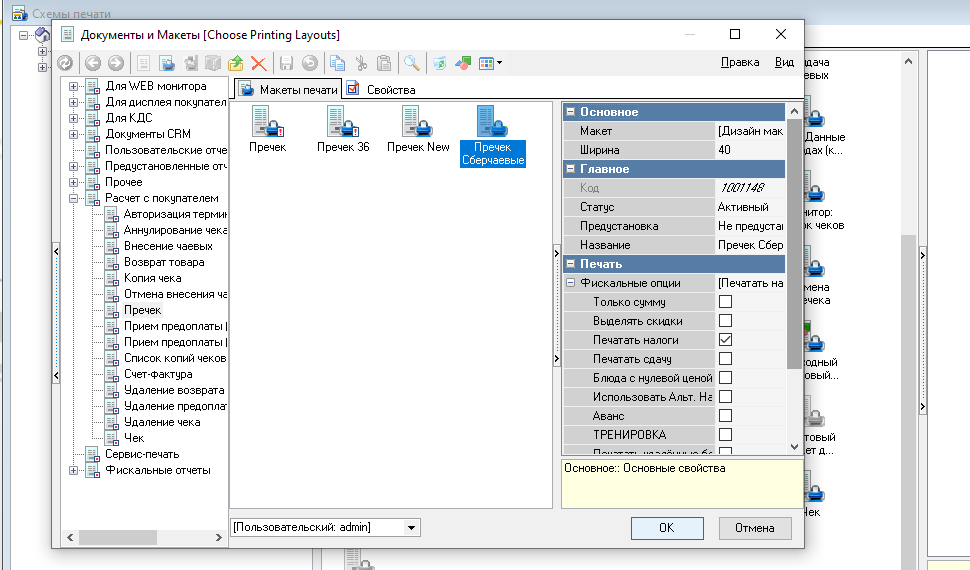 Схемы печати
Документы и Макеты [Choose Printing Layouts]
Правка
Вид
Для WEB монитора
Для дисплея покупател
Для КДС
Документы CRM
Пользовательские отче
Предустановленные отч
Прочее
Расчет с покупателем
Авторизация термин
Аннулирование чека
Внесение чаевых
Возврат товара
Копия чека
Отмена внесения ча
Пречек
Прием предоплаты (
Прием предоплаты (
Список копий чеков
Счет-фактура
Удаление возврата
Удаление предоплат
Удаление чека
Чек
Сервис-печать
Фискальные отчеты
Макеты печати
Свойства
Пречек
Пречек 36
Пречек New
Пречек
Сберчаевые
Основное
Макет [Дизайн мак
Ширина 40
Главное
Код 1001148
Статус Активный
Предустановка Не предуста
Название Пречек Сбер
Печать
Фискальные опции [Печатать на
Только сумму
Выделять скидки
Печатать налоги
Печатать сдачу
Блюда с нулевой ценой
Использовать Альт. На
Аванс
ТРЕНИРОВКА
Основное:: Основные свойства
[Пользовательский: admin]
OK
Отмена
дача
евых
Данные
дах (к...
нитор:
ок чеков
мена
ечека
одный
овый...
товый
ет д...
Чек